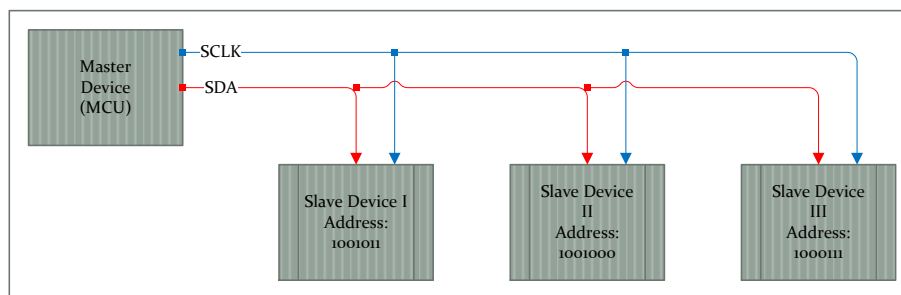 SCLK
Master
Device
(MCU)
SDA
Slave Device I
Address:
1001011
Slave Device
II
Address:
1001000
Slave Device
III
Address:
1000111